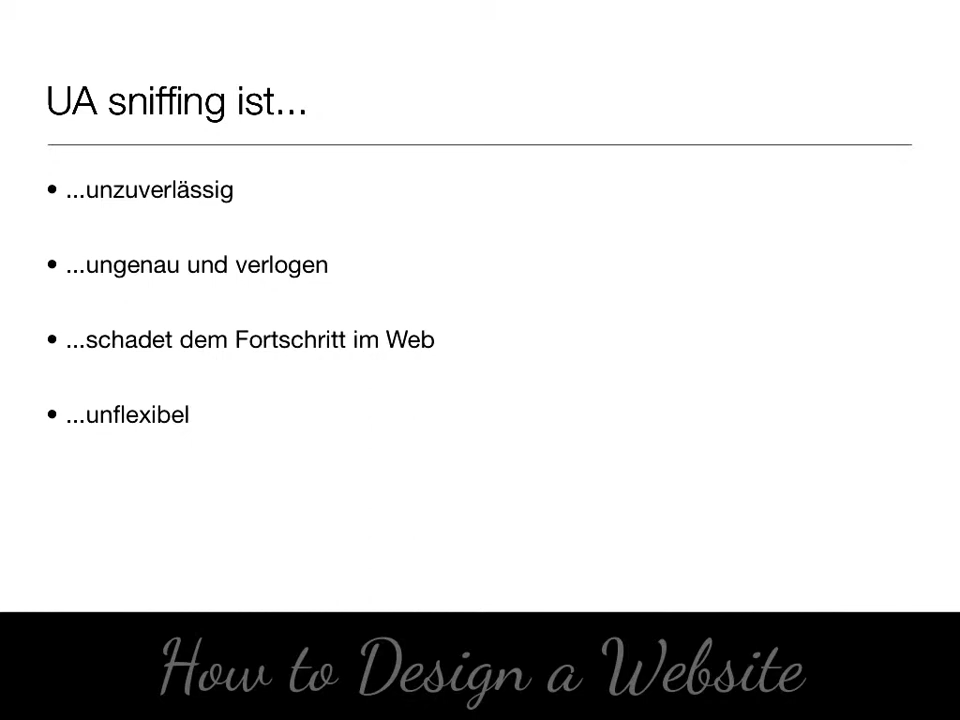 UA sniffing ist...
• ...unzuverlässig
• ...ungenau und verlogen
• ...schadet dem Fortschritt im Web
• ...unflexibel
How to Design a Website